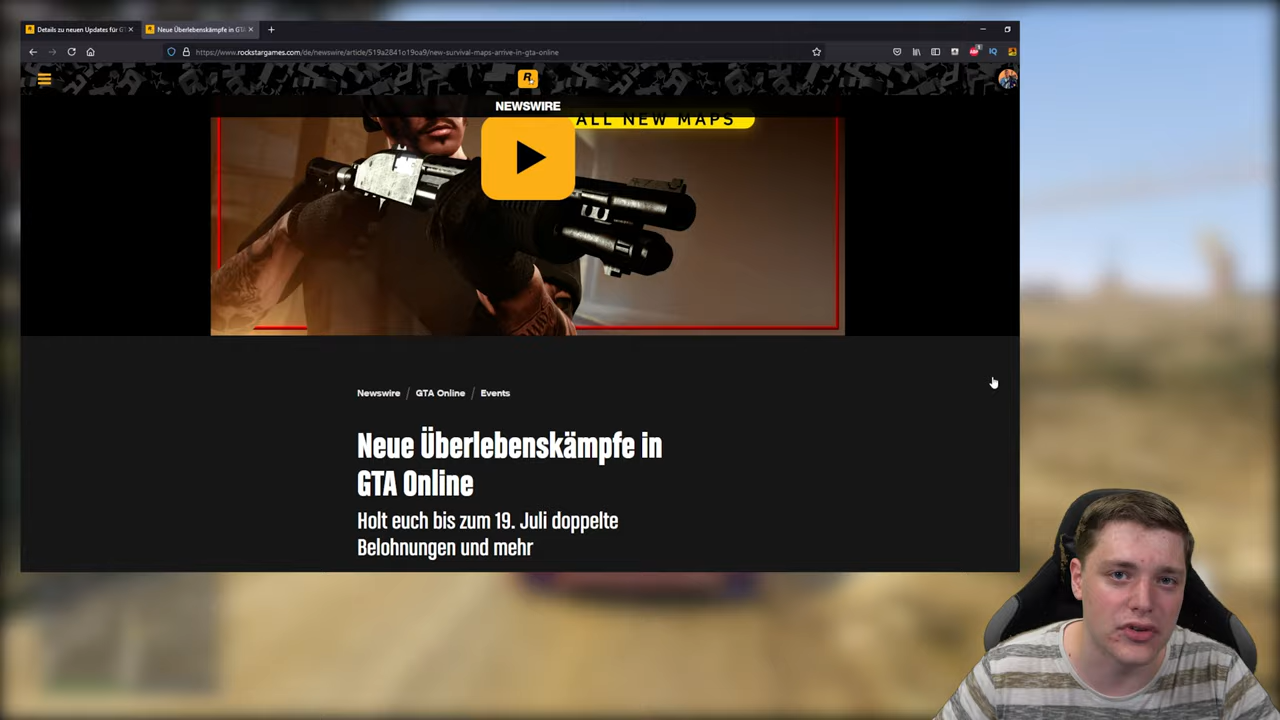 Details zu neuen Updates für GT
Neue Überlebenskämpfe in GTA
https://www.rockstargames.com/de/newswire/article/519a2841o19oa9/new-survival-maps-arrive-in-gta-online
NEWSWIRE
ALL NEW MAPS
Newswire / GTA Online / Events
Neue Überlebenskämpfe in
GTA Online
Holt euch bis zum 19. Juli doppelte
Belohnungen und mehr